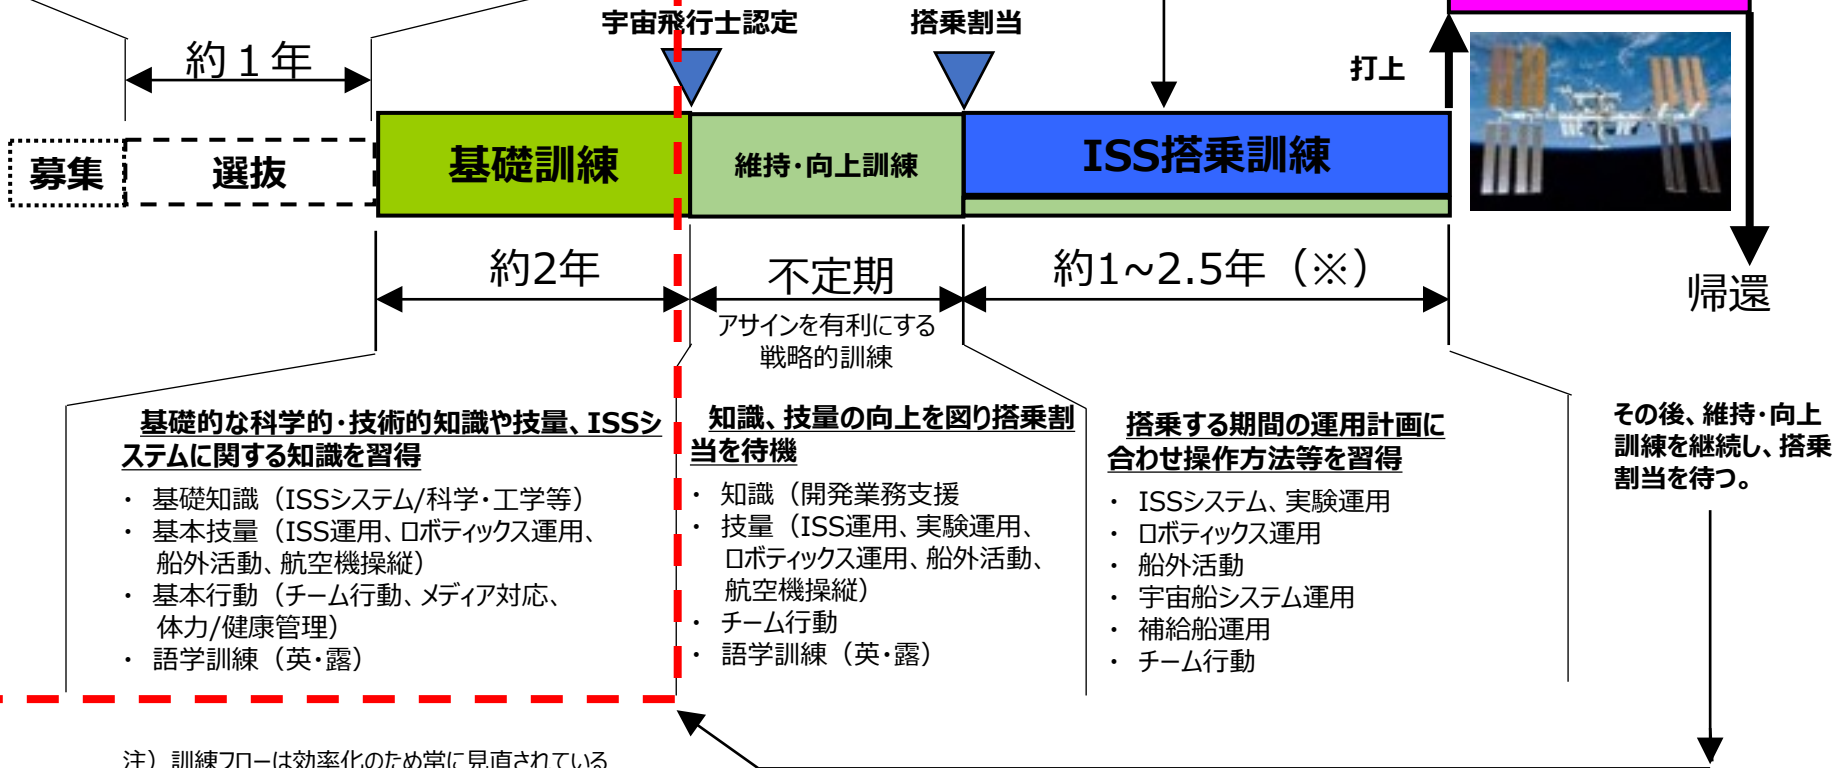 宇宙飛行士認定
搭乗割当
約１年
打上
募集
選抜
基礎訓練
維持・向上訓練
ISS搭乗訓練
約2年
不定期
約1~2.5年（※）
帰還
アサインを有利にする
戦略的訓練
基礎的な科学的・技術的知識や技量、ISSシ
ステムに関する知識を習得
・ 基礎知識（ISSシステム/科学・工学等）
・ 基本技量（ISS運用、ロボティックス運用、
船外活動、航空機操縦）
・ 基本行動（チーム行動、メディア対応、
体力/健康管理）
・ 語学訓練（英・露）
知識、技量の向上を図り搭乗割
当を待機
・ 知識（開発業務支援
・ 技量（ISS運用、実験運用、
ロボティックス運用、船外活動、
航空機操縦）
・ チーム行動
・ 語学訓練（英・露）
搭乗する期間の運用計画に
合わせ操作方法等を習得
・ ISSシステム、実験運用
・ ロボティックス運用
・ 船外活動
・ 宇宙船システム運用
・ 補給船運用
・ チーム行動
その後、維持・向上
訓練を継続し、搭乗
割当を待つ。
注）訓練フローは効率化のため常に見直されている